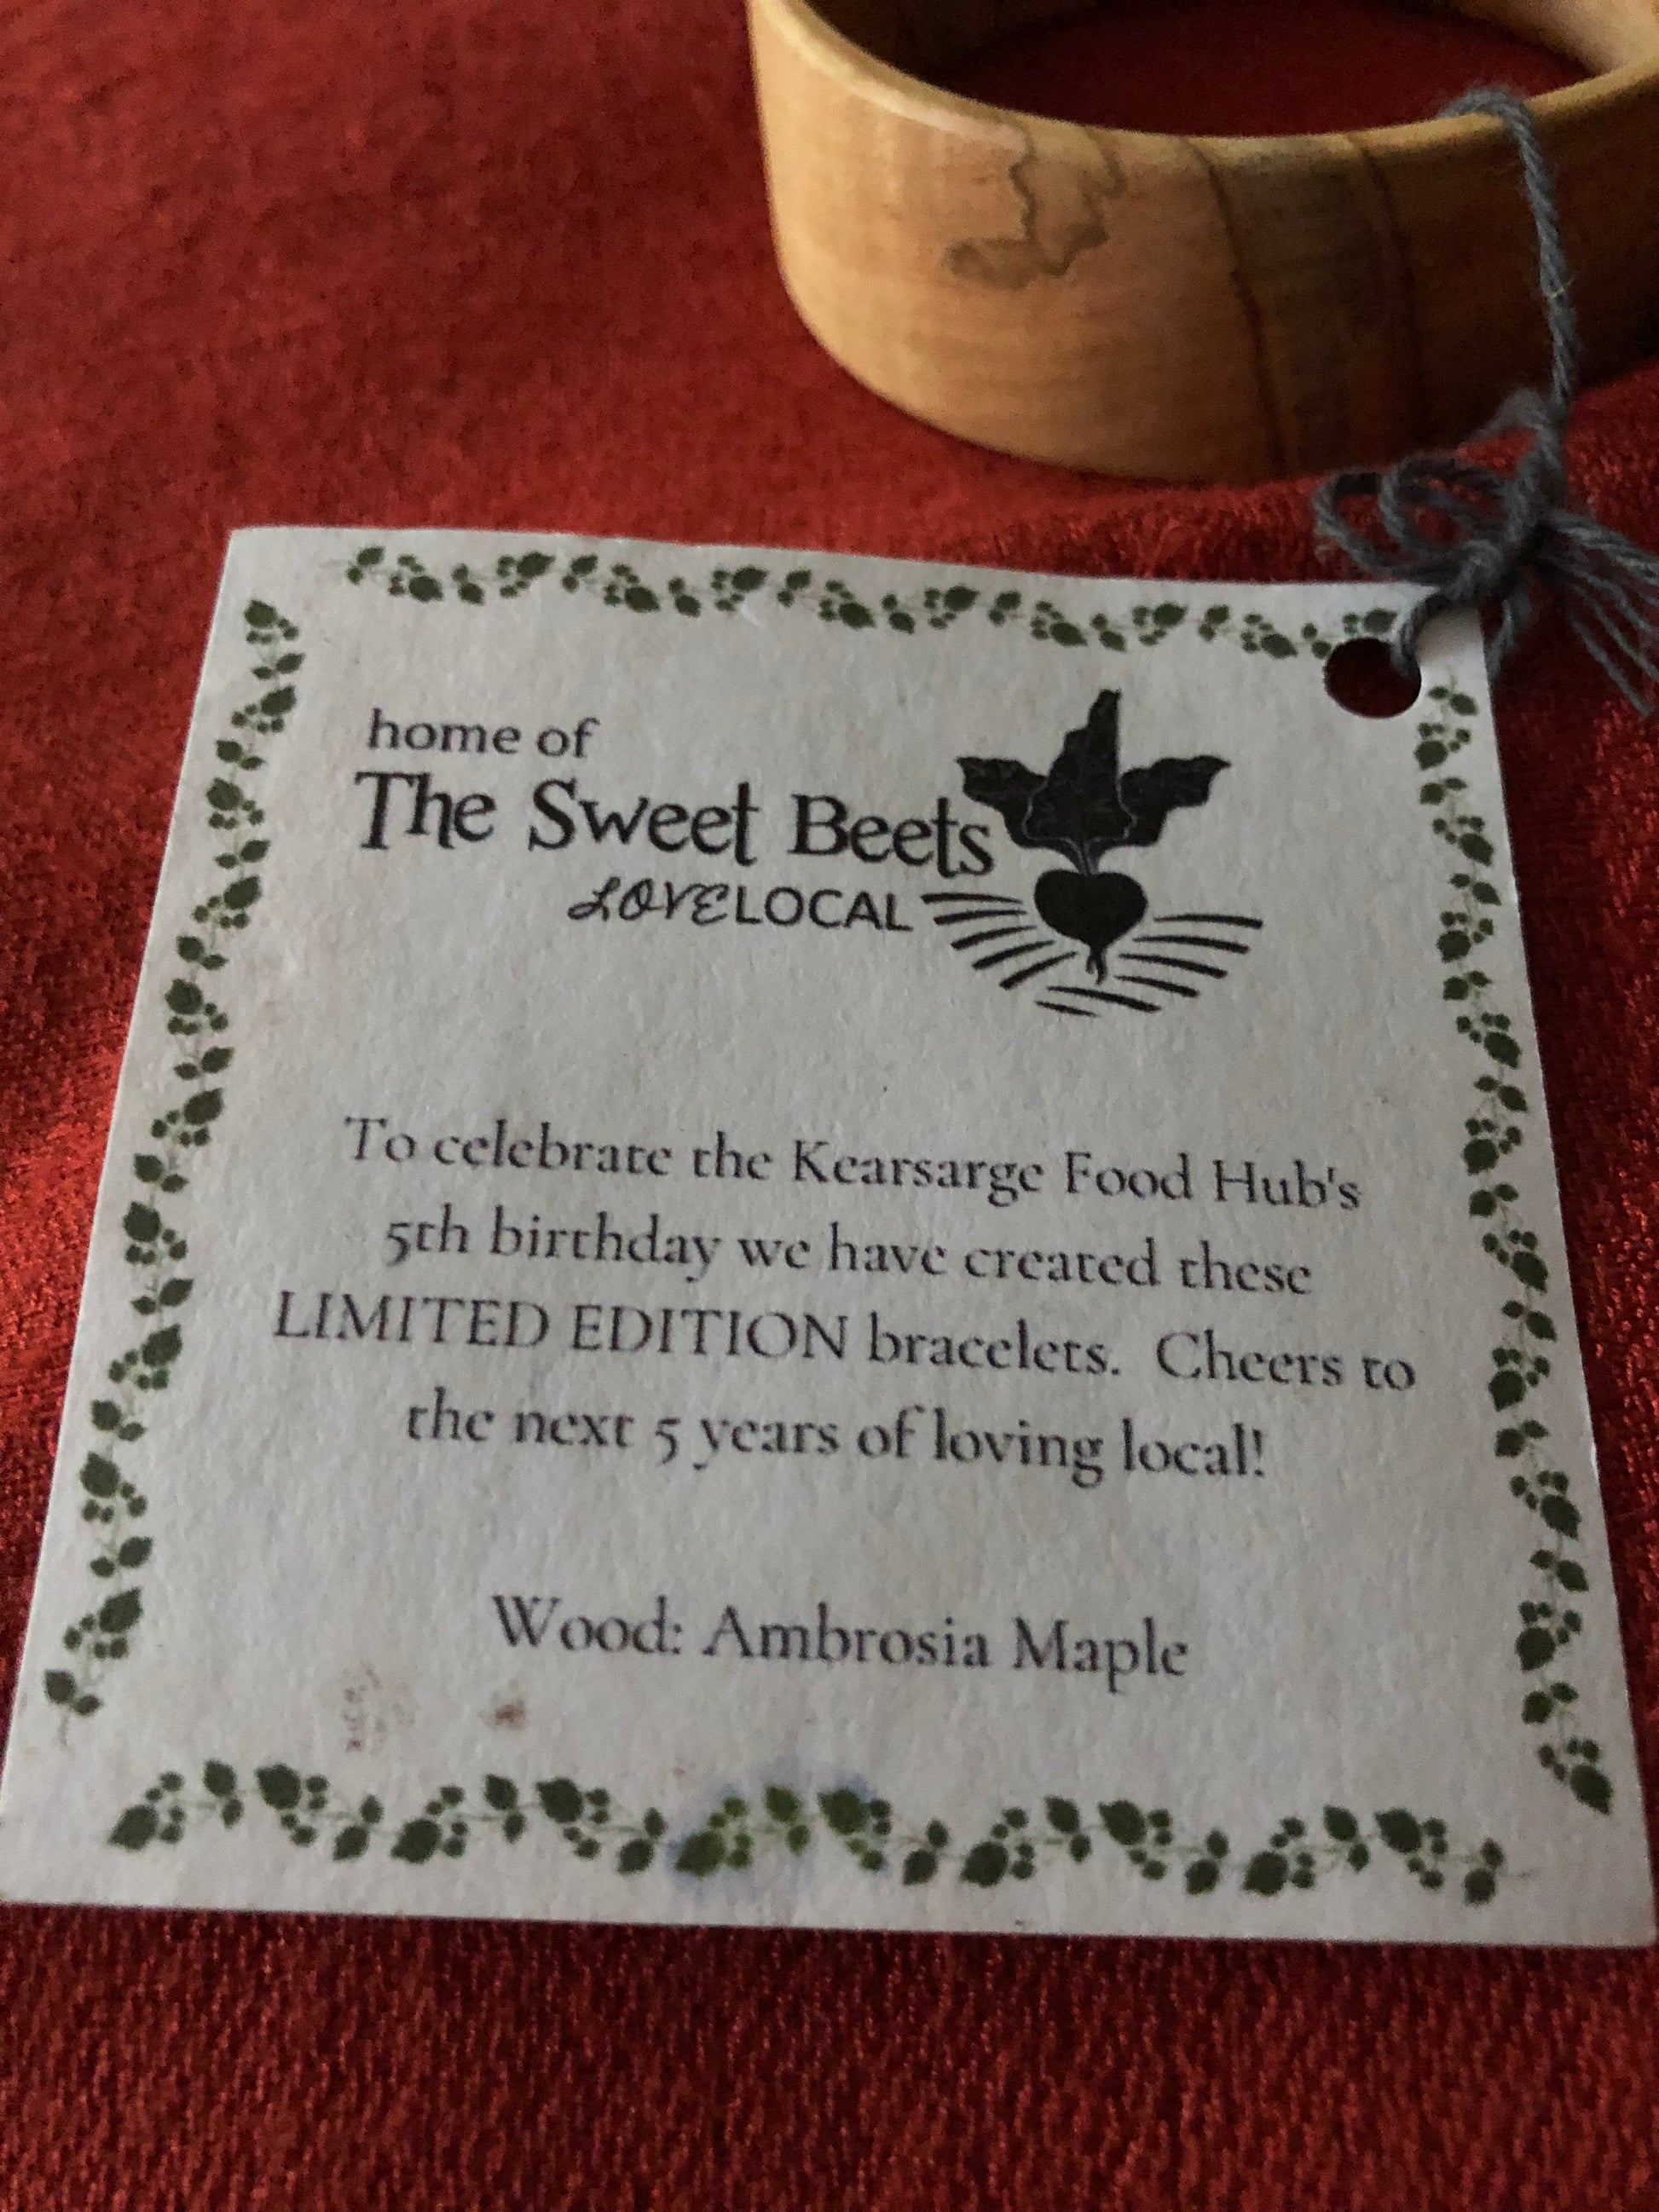 home of
The Sweet Beets
LOVELOCAL
To celebrate the Kearsarge Food Hub's
5th birthday we have created these
LIMITED EDITION bracelets.  Cheers to
the next 5 years of loving local!
Wood: Ambrosia Maple